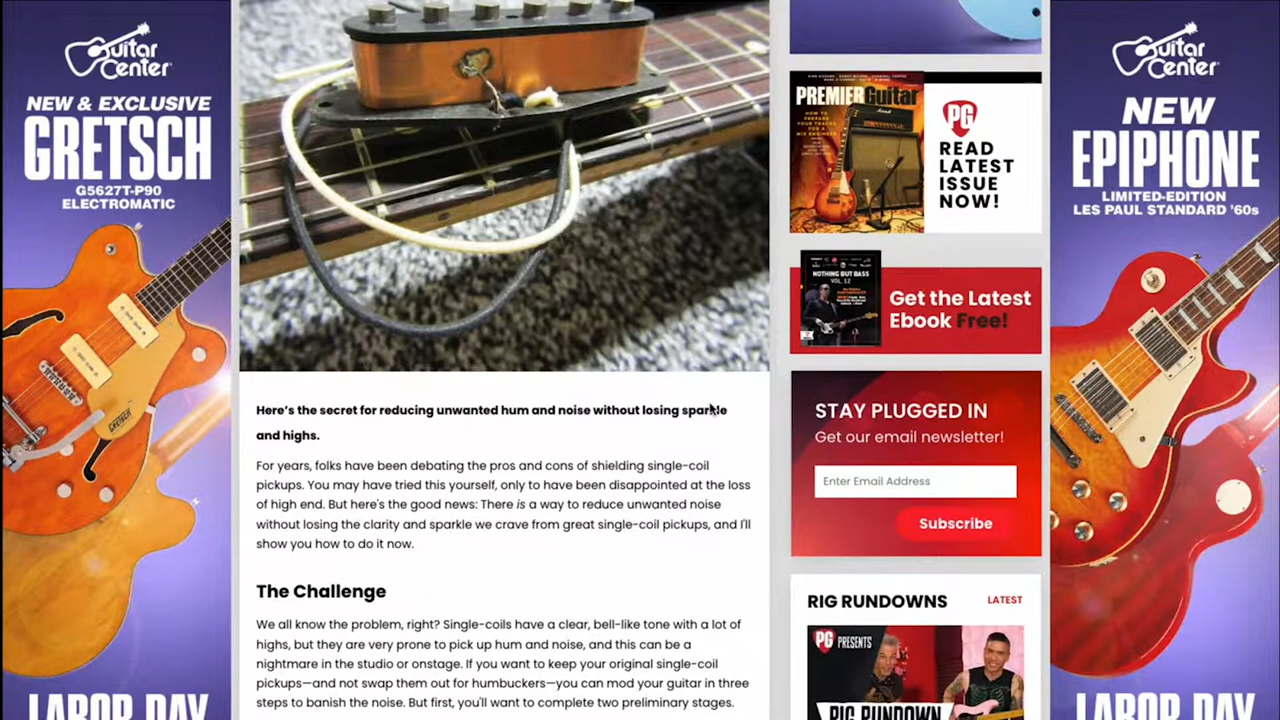 Guitar
Center
NEW & EXCLUSIVE
GRETSCH
G5627T-P90
ELECTROMATIC
LABOR DAY
Here's the secret for reducing unwanted hum and noise without losing sparkle
and highs.
For years, folks have been debating the pros and cons of shielding single-coil
pickups. You may have tried this yourself, only to have been disappointed at the loss
of high end. But here's the good news: There is a way to reduce unwanted noise
without losing the clarity and sparkle we crave from great single-coil pickups, and I'll
show you how to do it now.
The Challenge
We all know the problem, right? Single-coils have a clear, bell-like tone with a lot of
highs, but they are very prone to pick up hum and noise, and this can be a
nightmare in the studio or onstage. If you want to keep your original single-coil
pickups—and not swap them out for humbuckers—you can mod your guitar in three
steps to banish the noise. But first, you'll want to complete two preliminary stages.
PREMIER Guitar
HOW TO
PREPARE
YOUR TRACKS
FOR A
MIX ENGINEER
PG
READ
LATEST
ISSUE
NOW!
NOTHING BUT BASS
VOL. 12
Get the Latest
Ebook Free!
STAY PLUGGED IN
Get our email newsletter!
Enter Email Address
Subscribe
RIG RUNDOWNS
LATEST
PG PRESENTS
RIG RUNDOWN
Guitar
Center
NEW
EPIPHONE
LIMITED-EDITION
LES PAUL STANDARD '60s
LABOR DAY